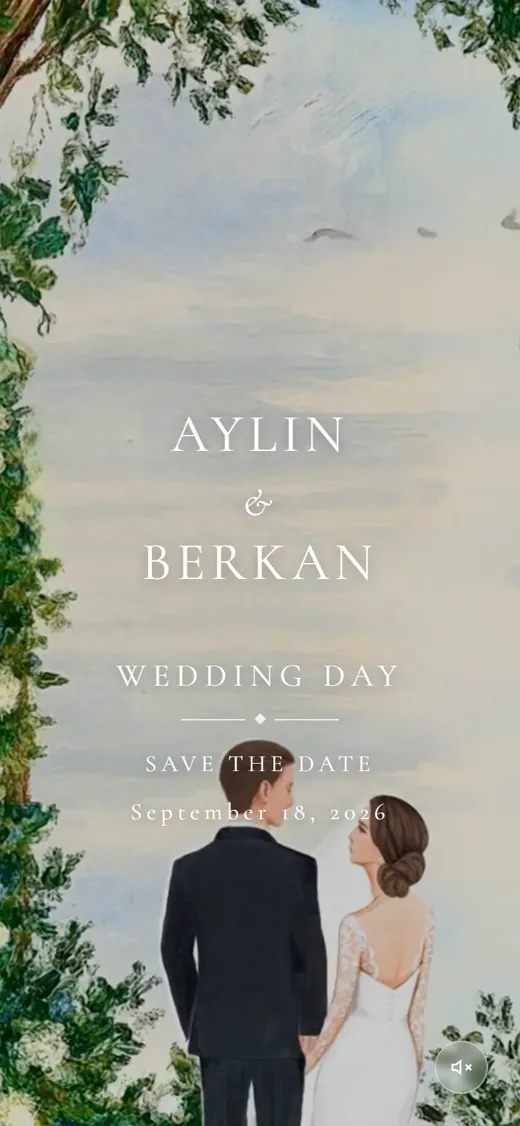 AYLIN
&
BERKAN
WEDDING DAY
SAVE THE DATE
September 18, 2026